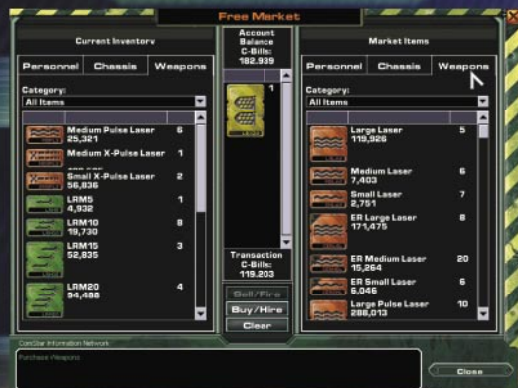 Free Market
Current Inventory
Personnel Chassis Weapons
Category:
All Items
Medium Pulse Laser 6
25,321
Medium X-Pulse Laser 1
Small X-Pulse Laser 2
56,836
LRM5 1
4,932
LRM10 8
19,730
LRM15 3
52,835
LRM20 4
94,488
Account
Balance
C-Bills:
182.939
1
Transaction
C-Bills:
119.203
Sell/Fire
Buy/Hire
Clear
Market Items
Personnel Chassis Weapons
Category:
All Items
Large Laser 5
119,926
Medium Laser 6
7,403
Small Laser 7
2,751
ER Large Laser 8
171,475
ER Medium Laser 20
15,264
ER Small Laser 6
6,046
Large Pulse Laser 10
288,013
ComStar Information Network
Purchase Weapons
Close